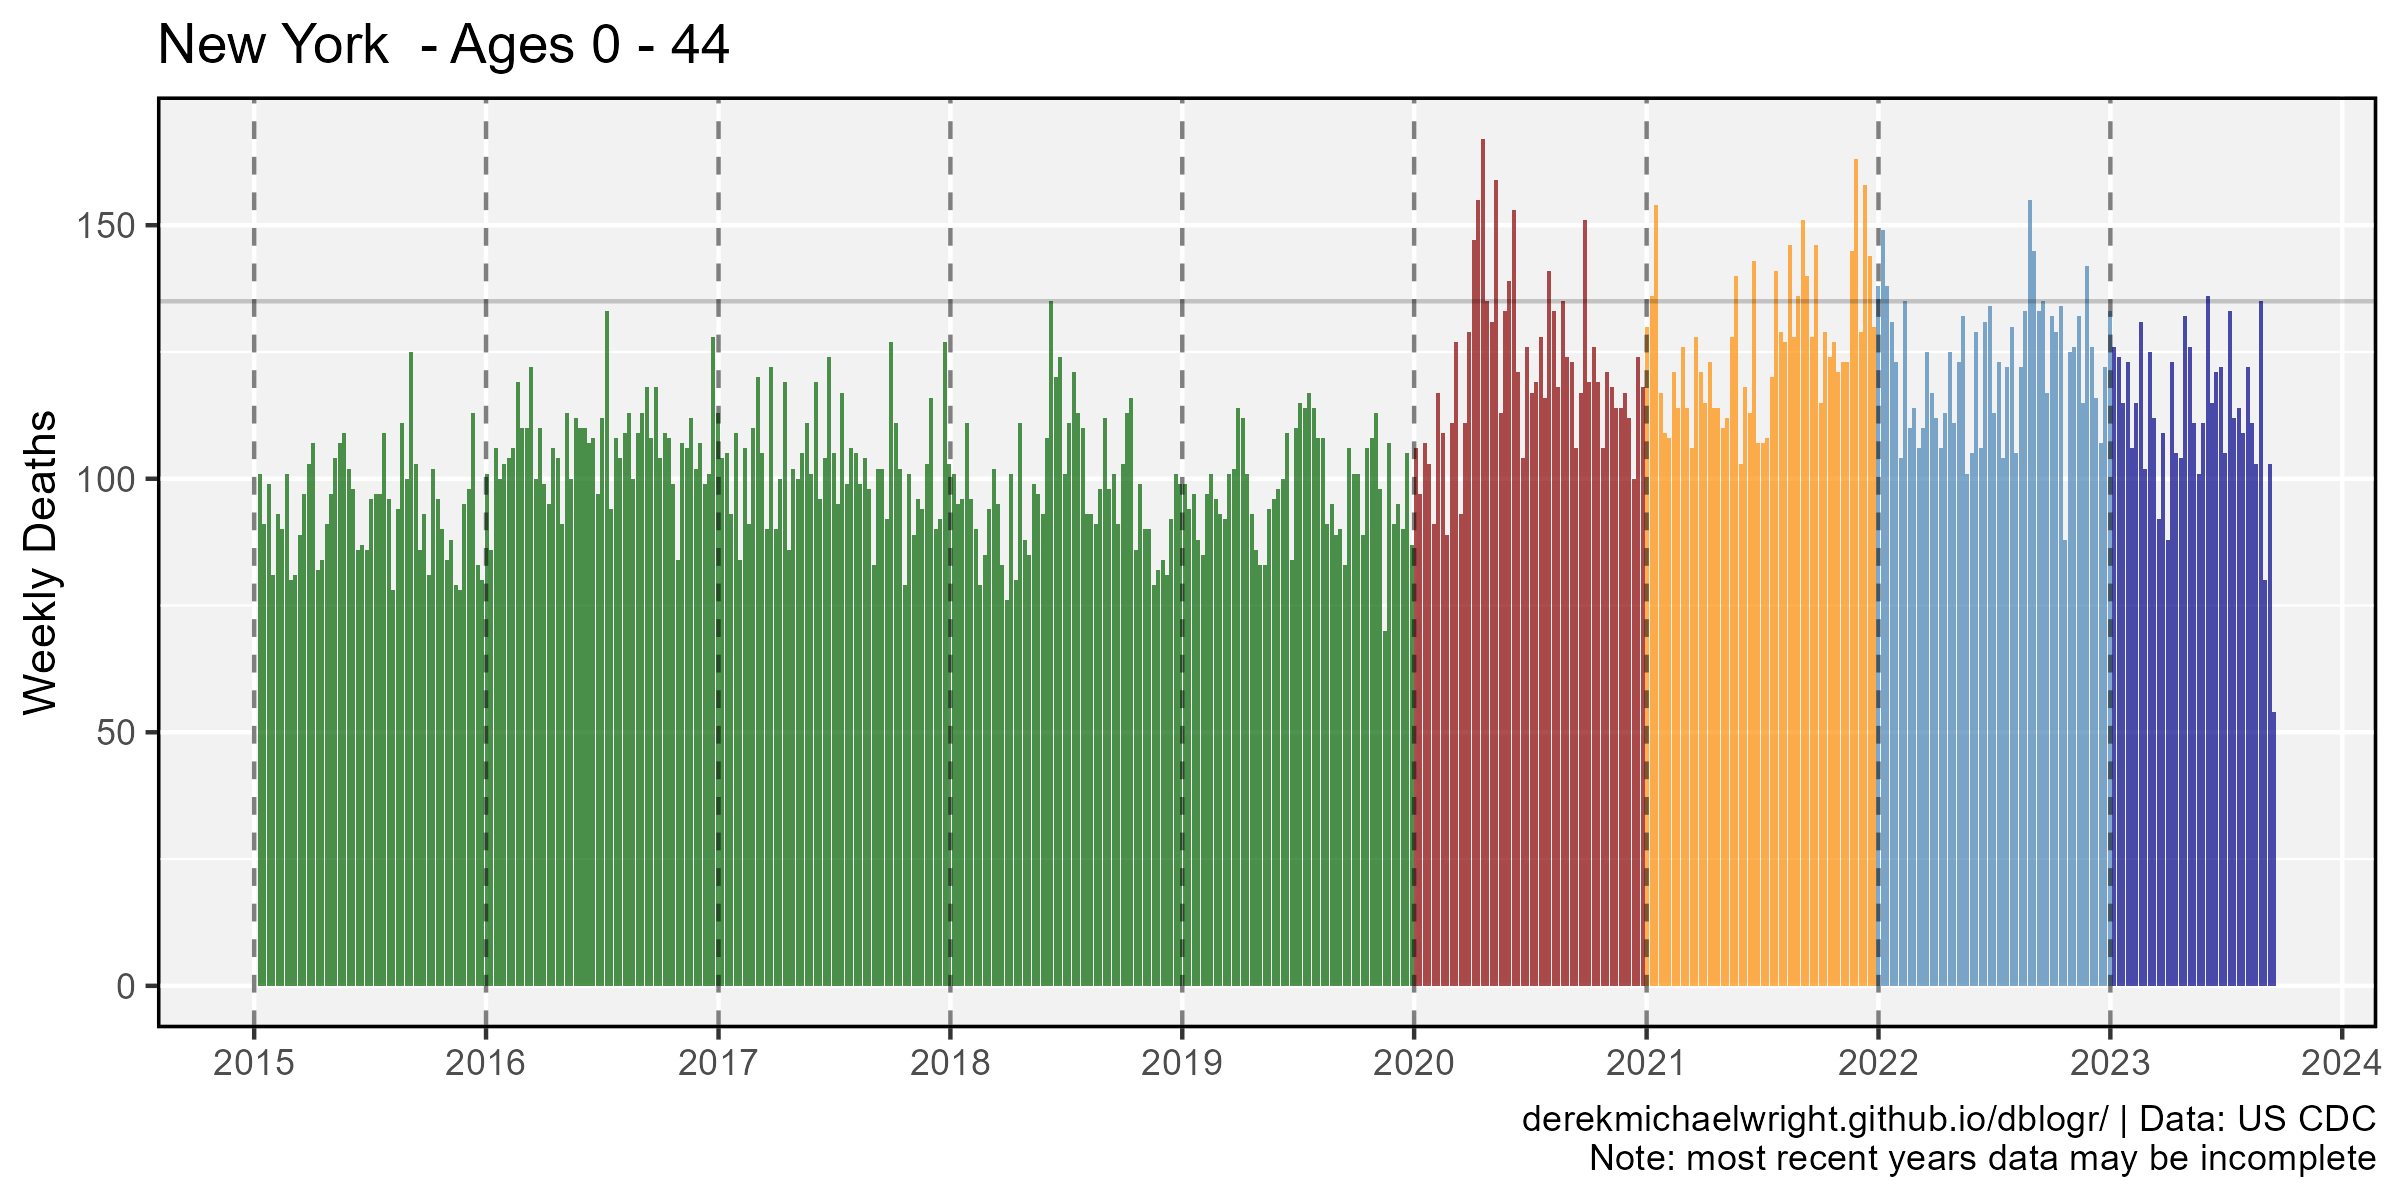 New York  - Ages 0 - 44
Weekly Deaths
150
100
50
0
2015 2016 2017 2018 2019 2020 2021 2022 2023 2024
derekmichaelwright.github.io/dblogr/ | Data: US CDC
Note: most recent years data may be incomplete